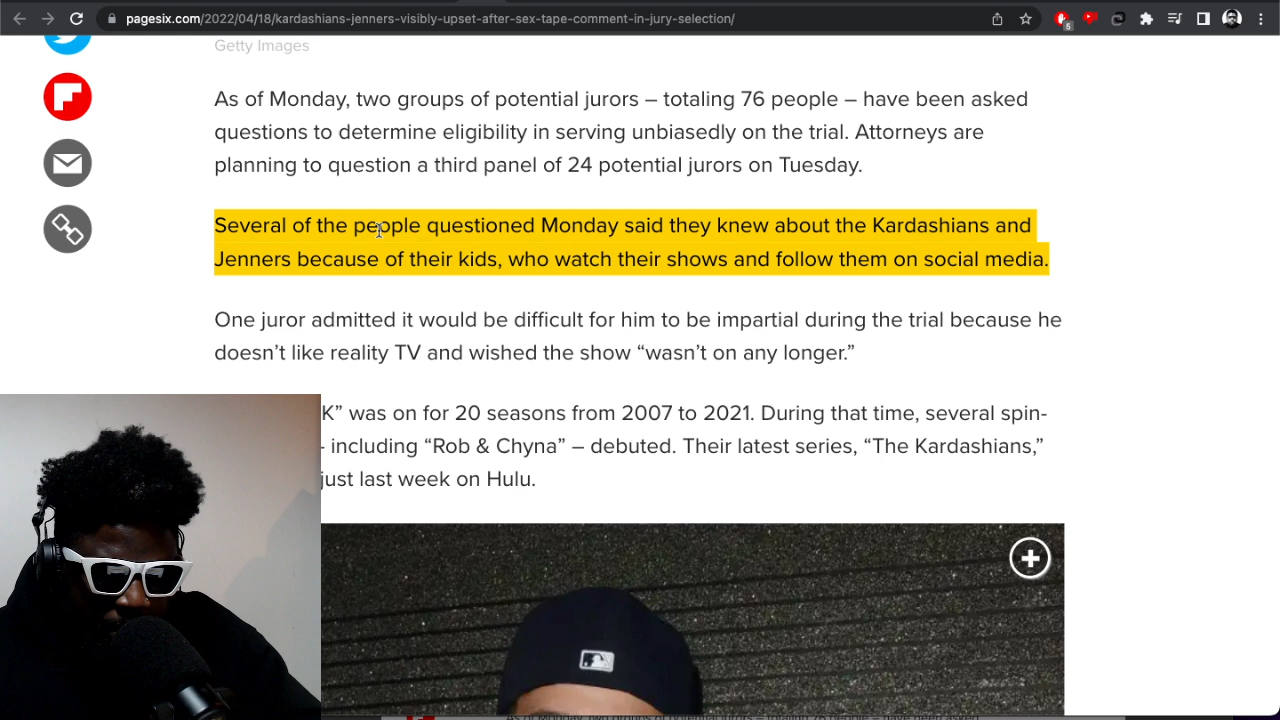 pagesix.com/2022/04/18/kardashians-jenners-visibly-upset-after-sex-tape-comment-in-jury-selection/
5
Getty Images
As of Monday, two groups of potential jurors – totaling 76 people – have been asked
questions to determine eligibility in serving unbiasedly on the trial. Attorneys are
planning to question a third panel of 24 potential jurors on Tuesday.
Several of the people questioned Monday said they knew about the Kardashians and
Jenners because of their kids, who watch their shows and follow them on social media.
One juror admitted it would be difficult for him to be impartial during the trial because he
doesn’t like reality TV and wished the show “wasn’t on any longer.”
K” was on for 20 seasons from 2007 to 2021. During that time, several spin-
- including “Rob & Chyna” – debuted. Their latest series, “The Kardashians,”
just last week on Hulu.